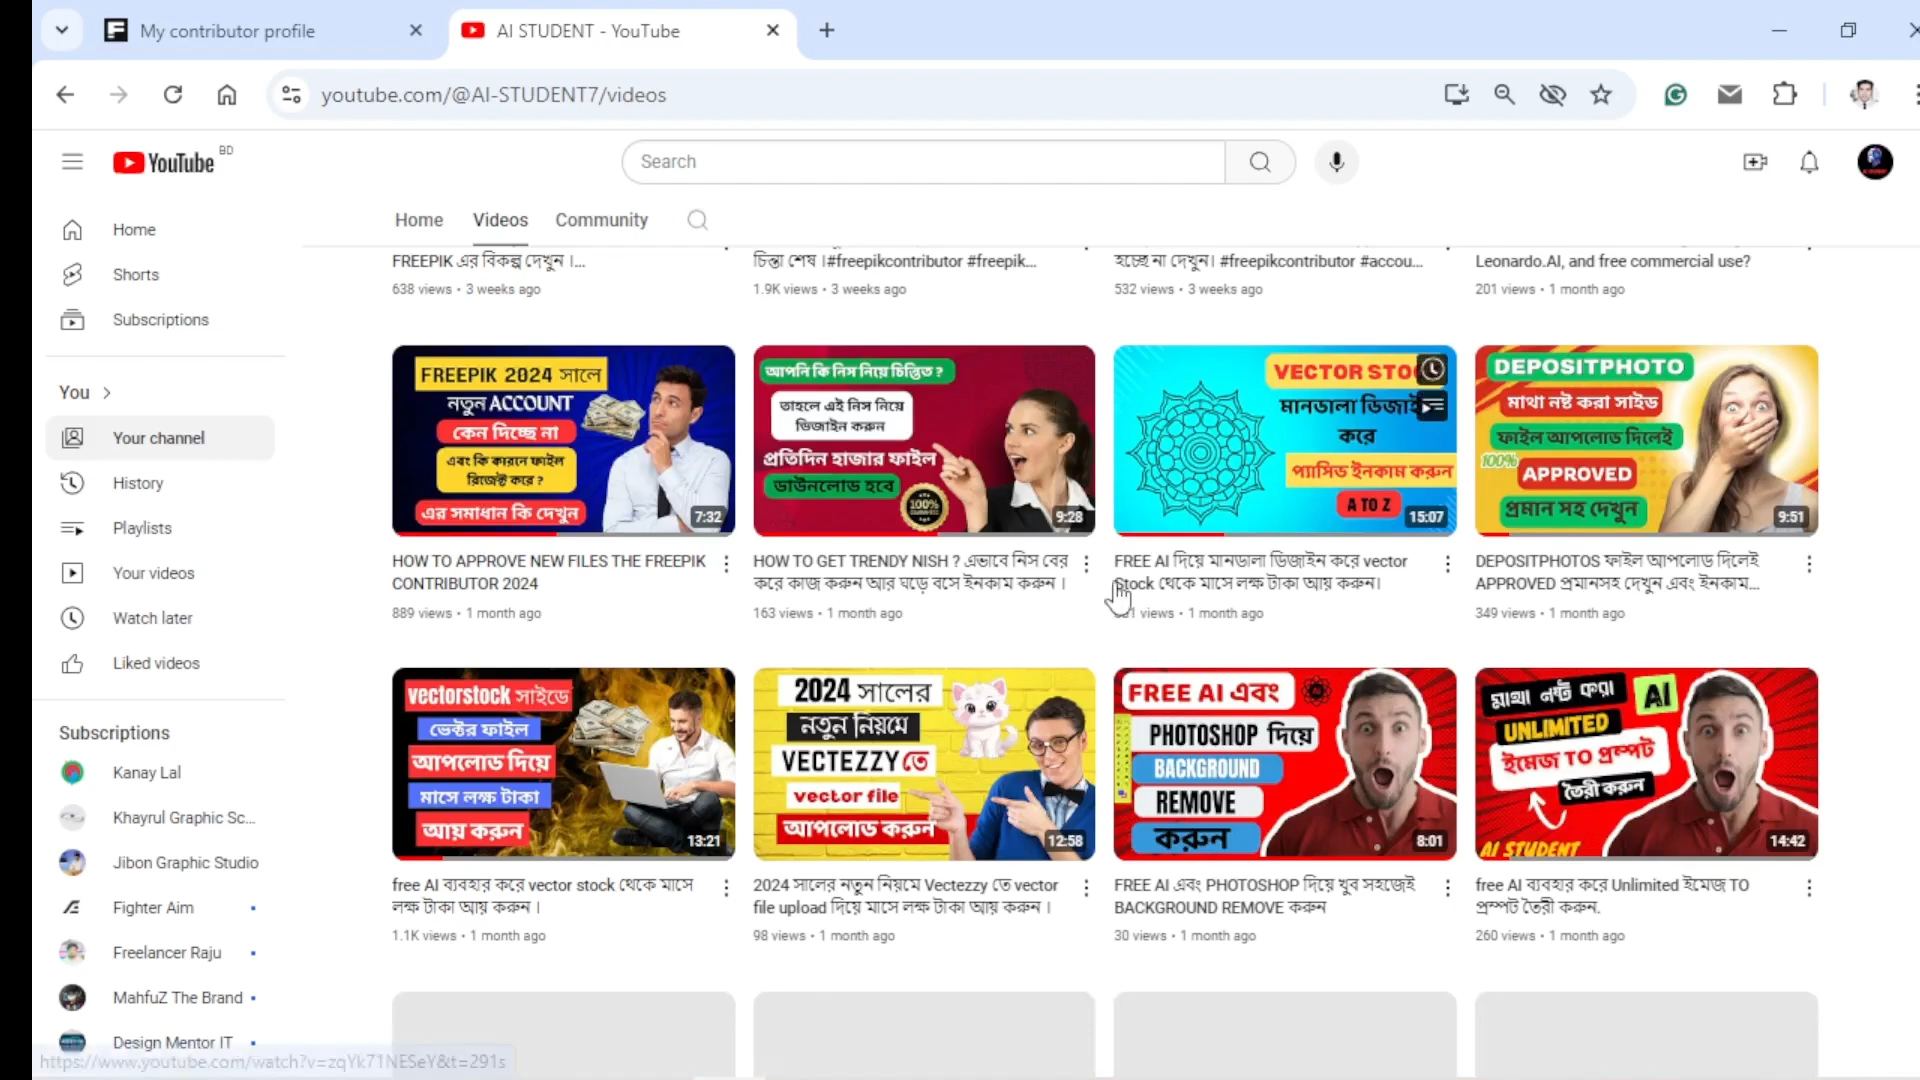 My contributor profile
AI STUDENT - YouTube
youtube.com/@AI-STUDENT7/videos
YouTube BD
Search
Home
Shorts
Subscriptions
You
Your channel
History
Playlists
Your videos
Watch later
Liked videos
Subscriptions
Kanay Lal
Khayrul Graphic Sc...
Jibon Graphic Studio
Fighter Aim
Freelancer Raju
MahfuZ The Brand
Design Mentor IT
https://www.youtube.com/watch?v=zqYk71NESeY&t=291s
Home Videos Community
FREEPIK এর বিকল্প দেখুন ।...
638 views • 3 weeks ago
চিন্তা শেষ ।#freepikcontributor #freepik...
1.9K views • 3 weeks ago
হচ্ছে না দেখুন। #freepikcontributor #accou...
532 views • 3 weeks ago
Leonardo.AI, and free commercial use?
201 views • 1 month ago
FREEPIK 2024 সালে
নতুন ACCOUNT
কেন দিচ্ছে না
এবং কি কারনে ফাইল
রিজেক্ট করে ?
এর সমাধান কি দেখুন
7:32
HOW TO APPROVE NEW FILES THE FREEPIK
CONTRIBUTOR 2024
889 views • 1 month ago
আপনি কি নিস নিয়ে চিন্তিত ?
তাহলে এই নিস নিয়ে
ডিজাইন করুন
প্রতিদিন হাজার ফাইল
ডাউনলোড হবে
100%
9:28
HOW TO GET TRENDY NISH ? এভাবে নিস বের
করে কাজ করুন আর ঘড়ে বসে ইনকাম করুন ।
163 views • 1 month ago
VECTOR STO
মানডালা ডিজাই
করে
প্যাসিভ ইনকাম করুন
A TO Z
15:07
FREE AI দিয়ে মানডালা ডিজাইন করে vector
Stock থেকে মাসে লক্ষ টাকা আয় করুন।
views • 1 month ago
DEPOSITPHOTO
মাথা নষ্ট করা সাইড
ফাইল আপলোড দিলেই
100%
APPROVED
প্রমান সহ দেখুন
9:51
DEPOSITPHOTOS ফাইল আপলোড দিলেই
APPROVED প্রমানসহ দেখুন এবং ইনকাম...
349 views • 1 month ago
vectorstock সাইডে
ভেক্টর ফাইল
আপলোড দিয়ে
মাসে লক্ষ টাকা
আয় করুন
13:21
free AI ব্যবহার করে vector stock থেকে মাসে
লক্ষ টাকা আয় করুন ।
1.1K views • 1 month ago
2024 সালের
নতুন নিয়মে
VECTEZZYতে
vector file
আপলোড করুন
12:58
2024 সালের নতুন নিয়মে Vectezzy তে vector
file upload দিয়ে মাসে লক্ষ টাকা আয় করুন ।
98 views • 1 month ago
FREE AI এবং
PHOTOSHOP দিয়ে
BACKGROUND
REMOVE
করুন
8:01
FREE AI এবং PHOTOSHOP দিয়ে খুব সহজেই
BACKGROUND REMOVE করুন
30 views • 1 month ago
মাথা নষ্ট করা AI
UNLIMITED
ইমেজ TO প্রম্পট
তৈরী করুন
AI STUDENT
14:42
free AI ব্যবহার করে Unlimited ইমেজ TO
প্রম্পট তৈরী করুন.
260 views • 1 month ago